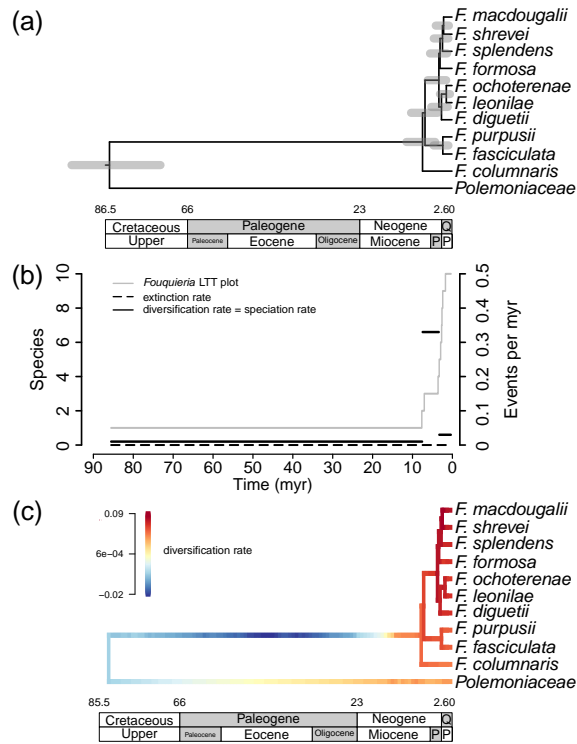 (a)
F. macdougalii
F. shrevei
F. splendens
F. formosa
F. ochoterenae
F. leonilae
F. diguetii
F. purpusii
F. fasciculata
F. columnaris
Polemoniaceae
86.5 66 23 2.60
Cretaceous Paleogene Neogene Q
Upper Paleocene Eocene Oligocene Miocene P P
(b)
Fouquieria LTT plot
extinction rate
diversification rate = speciation rate
Species
10
8
6
4
2
0
Events per myr
0.5
0.4
0.3
0.2
0.1
0
90 80 70 60 50 40 30 20 10 0
Time (myr)
(c)
0.09
6e−04
−0.02
diversification rate
F. macdougalii
F. shrevei
F. splendens
F. formosa
F. ochoterenae
F. leonilae
F. diguetii
F. purpusii
F. fasciculata
F. columnaris
Polemoniaceae
85.5 66 23 2.60
Cretaceous Paleogene Neogene Q
Upper Paleocene Eocene Oligocene Miocene P P